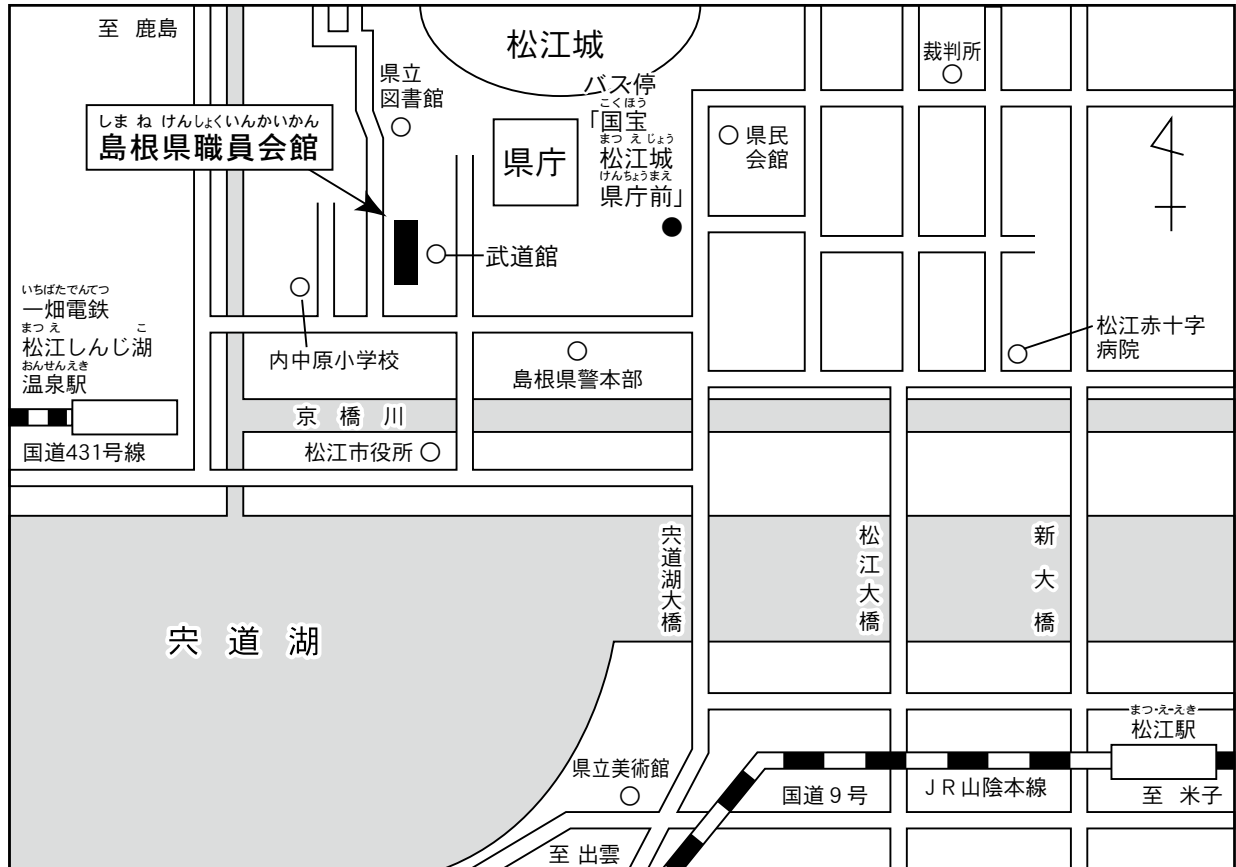 至 鹿島
松江城
裁判所
県立
図書館
バス停
こくほう
「国宝
まつ え じょう
松江城
けんちょうまえ
県庁前」
しま ね けんしょくいんかいかん
島根県職員会館
県庁
県民
会館
武道館
いちばたでんてつ
一畑電鉄
まつ え こ
松江しんじ湖
おんせんえき
温泉駅
内中原小学校
島根県警本部
松江赤十字
病院
京橋川
国道431号線
松江市役所
宍道湖大橋
松江大橋
新大橋
宍道湖
まつ・え・えき
松江駅
県立美術館
国道9号
JR山陰本線
至 米子
至 出雲